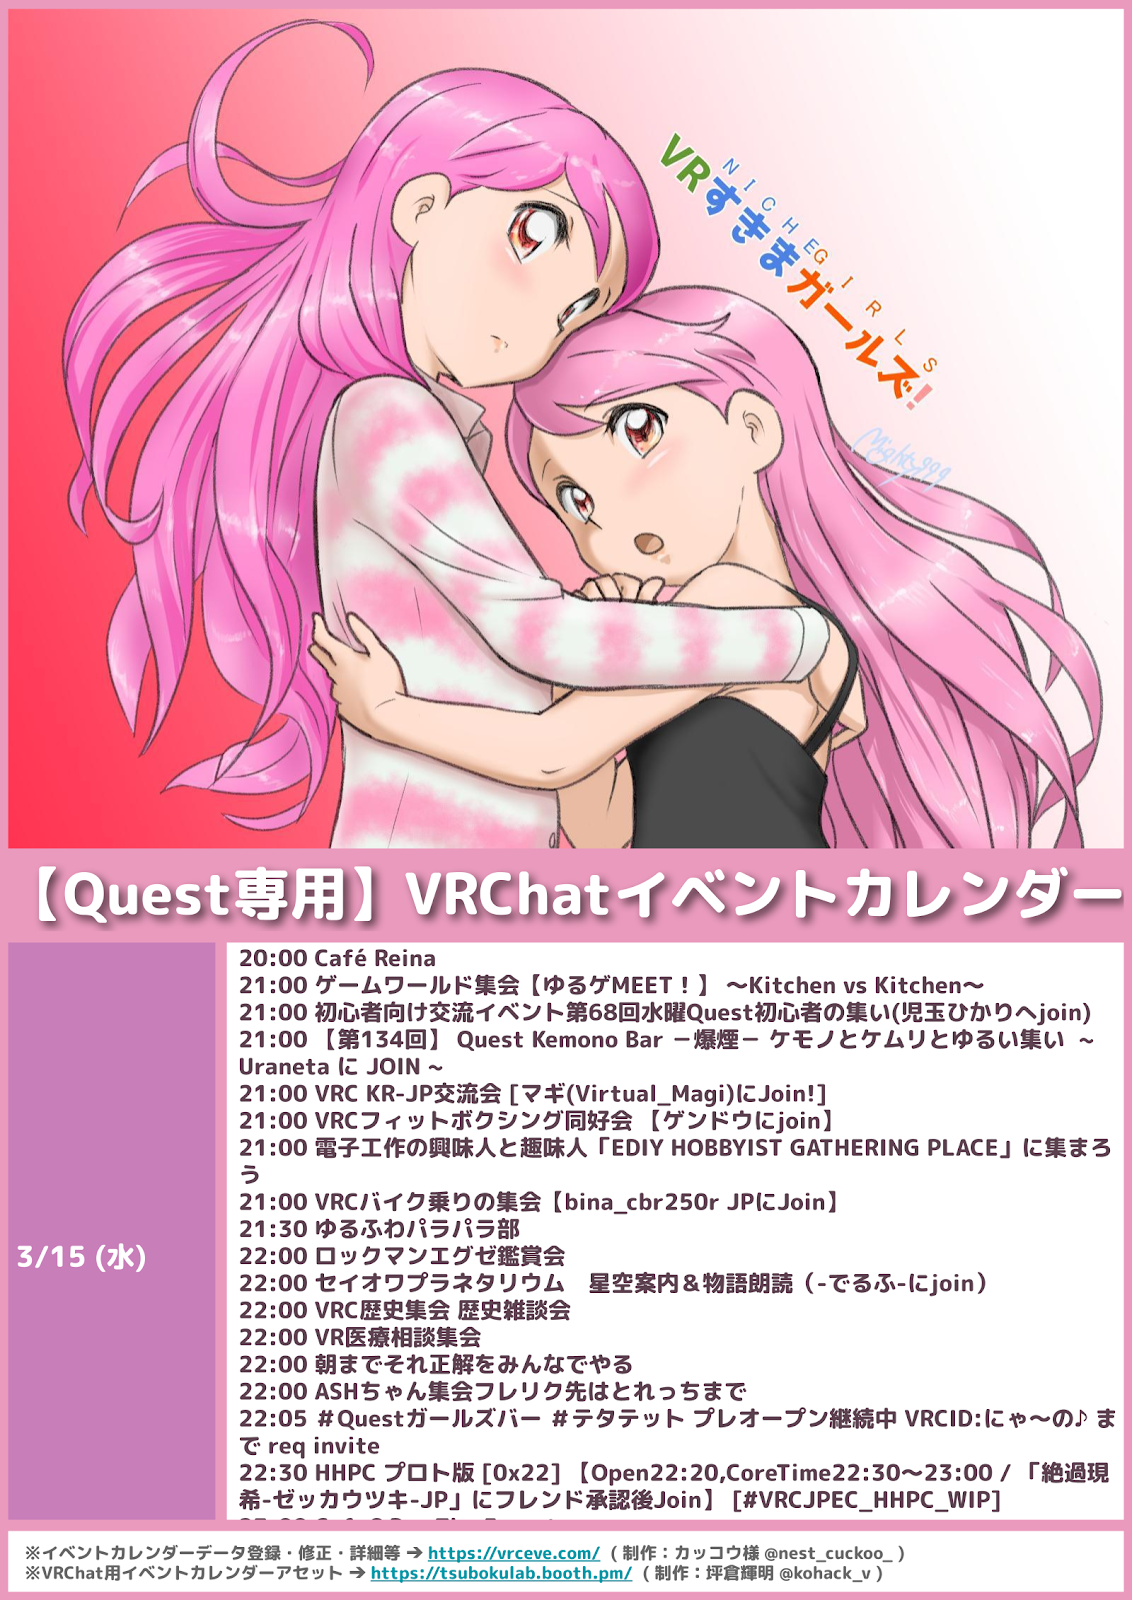 NICHE GIRLS
VRすきまガールズ!
Mighty999
【Quest専用】VRChatイベントカレンダー
3/15 (水)
20:00 Café Reina
21:00 ゲームワールド集会【ゆるゲMEET！】 〜Kitchen vs Kitchen〜
21:00 初心者向け交流イベント第68回水曜Quest初心者の集い(児玉ひかりへjoin)
21:00 【第134回】 Quest Kemono Bar －爆煙－ ケモノとケムリとゆるい集い ~
Uraneta に JOIN ~
21:00 VRC KR-JP交流会 [マギ(Virtual_Magi)にJoin!]
21:00 VRCフィットボクシング同好会 【ゲンドウにjoin】
21:00 電子工作の興味人と趣味人「EDIY HOBBYIST GATHERING PLACE」に集まろ
う
21:00 VRCバイク乗りの集会【bina_cbr250r JPにJoin】
21:30 ゆるふわパラパラ部
22:00 ロックマンエグゼ鑑賞会
22:00 セイオワプラネタリウム　星空案内＆物語朗読（-でるふ-にjoin）
22:00 VRC歴史集会 歴史雑談会
22:00 VR医療相談集会
22:00 朝までそれ正解をみんなでやる
22:00 ASHちゃん集会フレリク先はとれっちまで
22:05 ＃Questガールズバー ＃テタテット プレオープン継続中 VRCID:にゃ〜の♪ ま
で req invite
22:30 HHPC プロト版 [0x22] 【Open22:20,CoreTime22:30〜23:00 / 「絶過現
希-ゼッカウツキ-JP」にフレンド承認後Join】 [#VRCJPEC_HHPC_WIP]
※イベントカレンダーデータ登録・修正・詳細等 ➔ https://vrceve.com/ ( 制作：カッコウ様 @nest_cuckoo_ )
※VRChat用イベントカレンダーアセット ➔ https://tsubokulab.booth.pm/ ( 制作：坪倉輝明 @kohack_v )